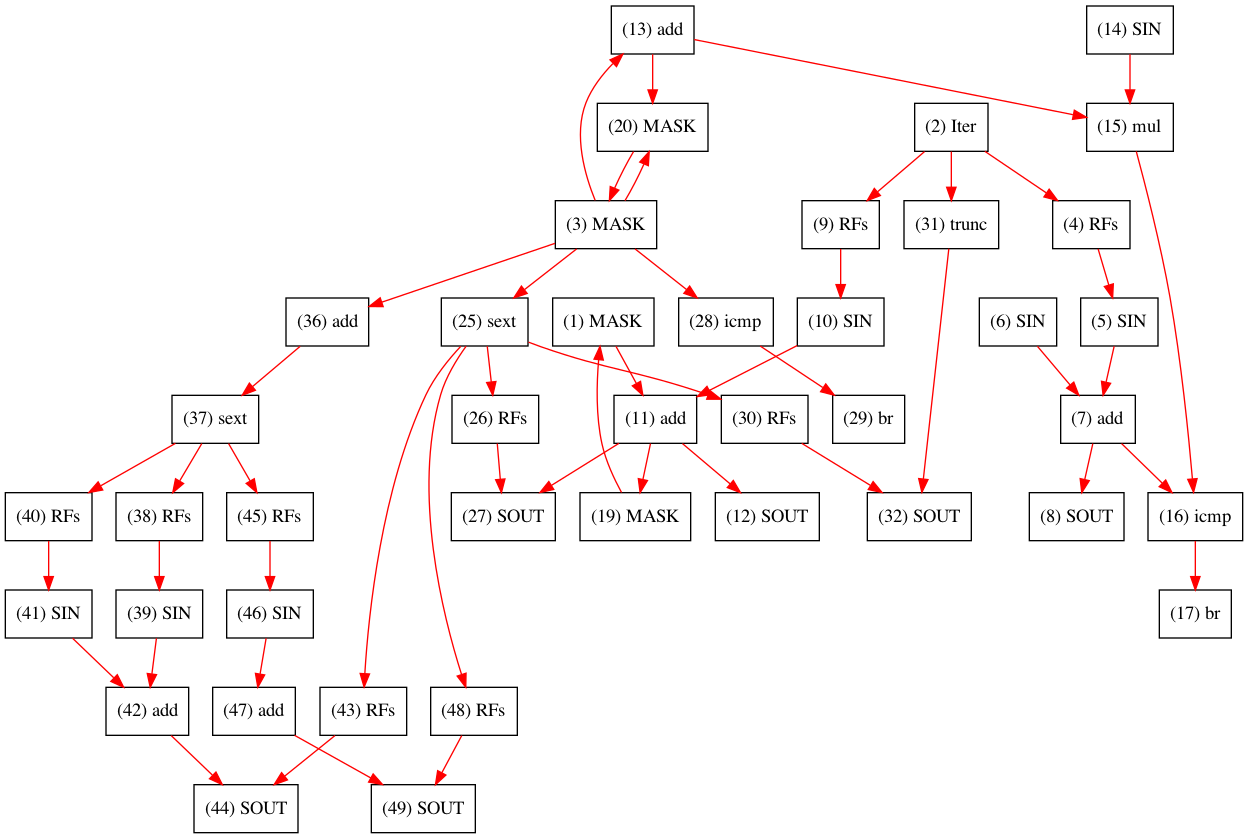 (13) add
(14) SIN
(20) MASK
(2) Iter
(15) mul
(3) MASK
(9) RFs
(31) trunc
(4) RFs
(36) add
(25) sext
(1) MASK
(28) icmp
(10) SIN
(6) SIN
(5) SIN
(37) sext
(26) RFs
(11) add
(30) RFs
(29) br
(7) add
(40) RFs
(38) RFs
(45) RFs
(27) SOUT
(19) MASK
(12) SOUT
(32) SOUT
(8) SOUT
(16) icmp
(41) SIN
(39) SIN
(46) SIN
(17) br
(42) add
(47) add
(43) RFs
(48) RFs
(44) SOUT
(49) SOUT